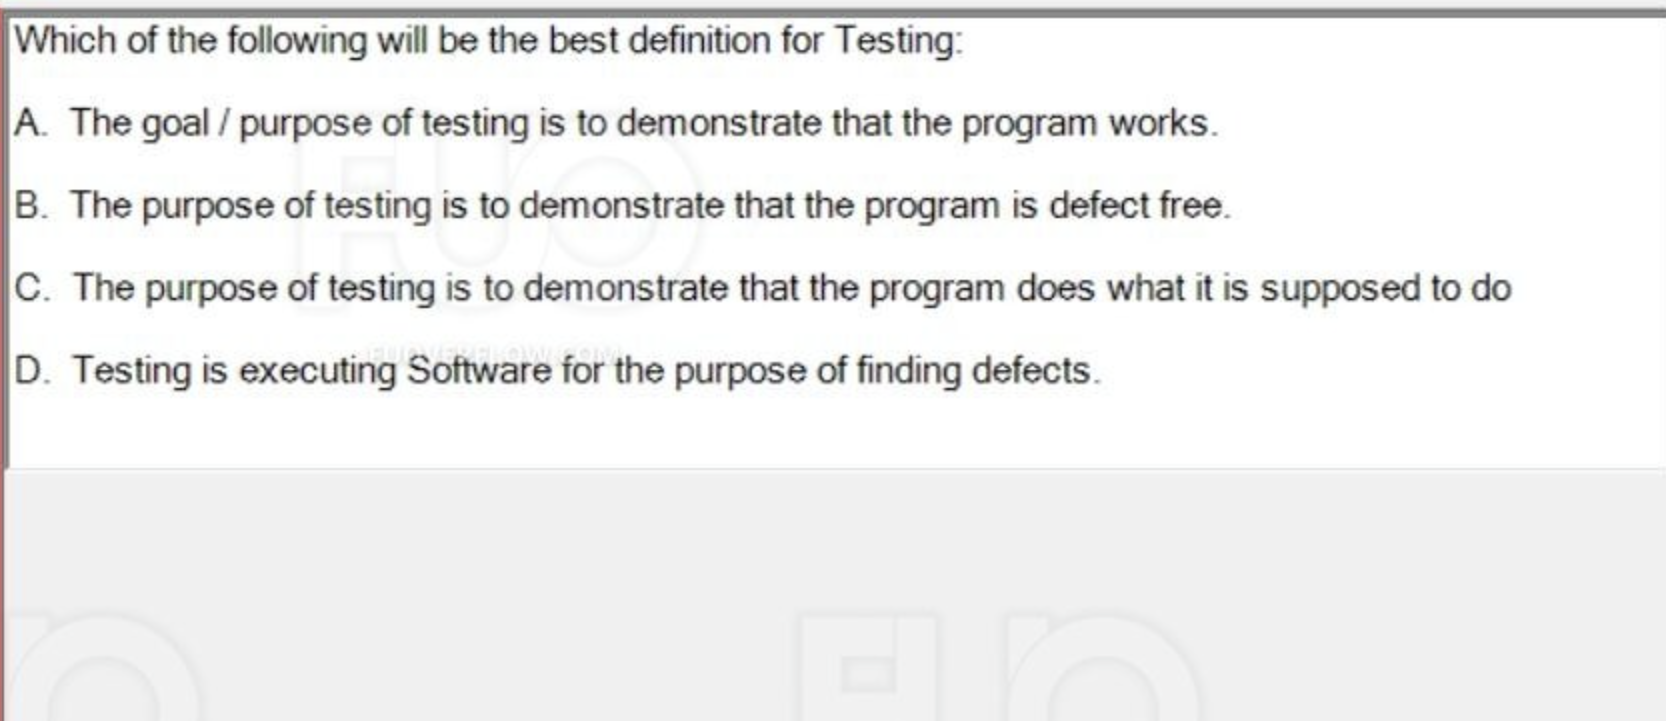 Which of the following will be the best definition for Testing:
A. The goal / purpose of testing is to demonstrate that the program works.
B. The purpose of testing is to demonstrate that the program is defect free.
C. The purpose of testing is to demonstrate that the program does what it is supposed to do
D. Testing is executing Software for the purpose of finding defects.